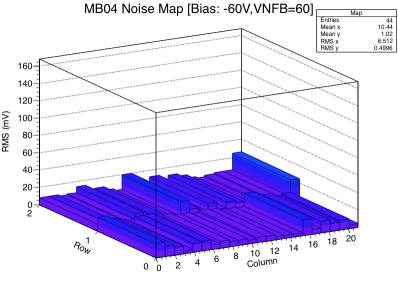 MB04 Noise Map [Bias: -60V,VNFB=60]
Map
Entries 44
Mean x 10.44
Mean y 1.02
RMS x 6.512
RMS y 0.4996
RMS (mV)
160
140
120
100
80
60
40
20
0
2
1
0
Row
0 2 4 6 8 10 12 14 16 18 20
Column